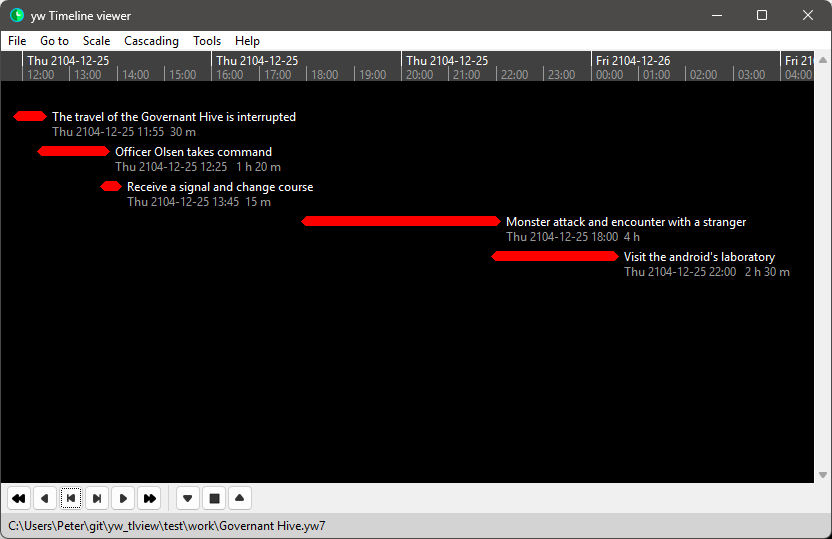 yw Timeline viewer
File Go to Scale Cascading Tools Help
Thu 2104-12-25 Thu 2104-12-25 Thu 2104-12-25 Fri 2104-12-26 Fri 210
12:00 13:00 14:00 15:00 16:00 17:00 18:00 19:00 20:00 21:00 22:00 23:00 00:00 01:00 02:00 03:00 04:00
The travel of the Governant Hive is interrupted
Thu 2104-12-25 11:55 30 m
Officer Olsen takes command
Thu 2104-12-25 12:25 1 h 20 m
Receive a signal and change course
Thu 2104-12-25 13:45 15 m
Monster attack and encounter with a stranger
Thu 2104-12-25 18:00 4 h
Visit the android's laboratory
Thu 2104-12-25 22:00 2 h 30 m
C:\Users\Peter\git\yw_tlview\test\work\Governant Hive.yw7